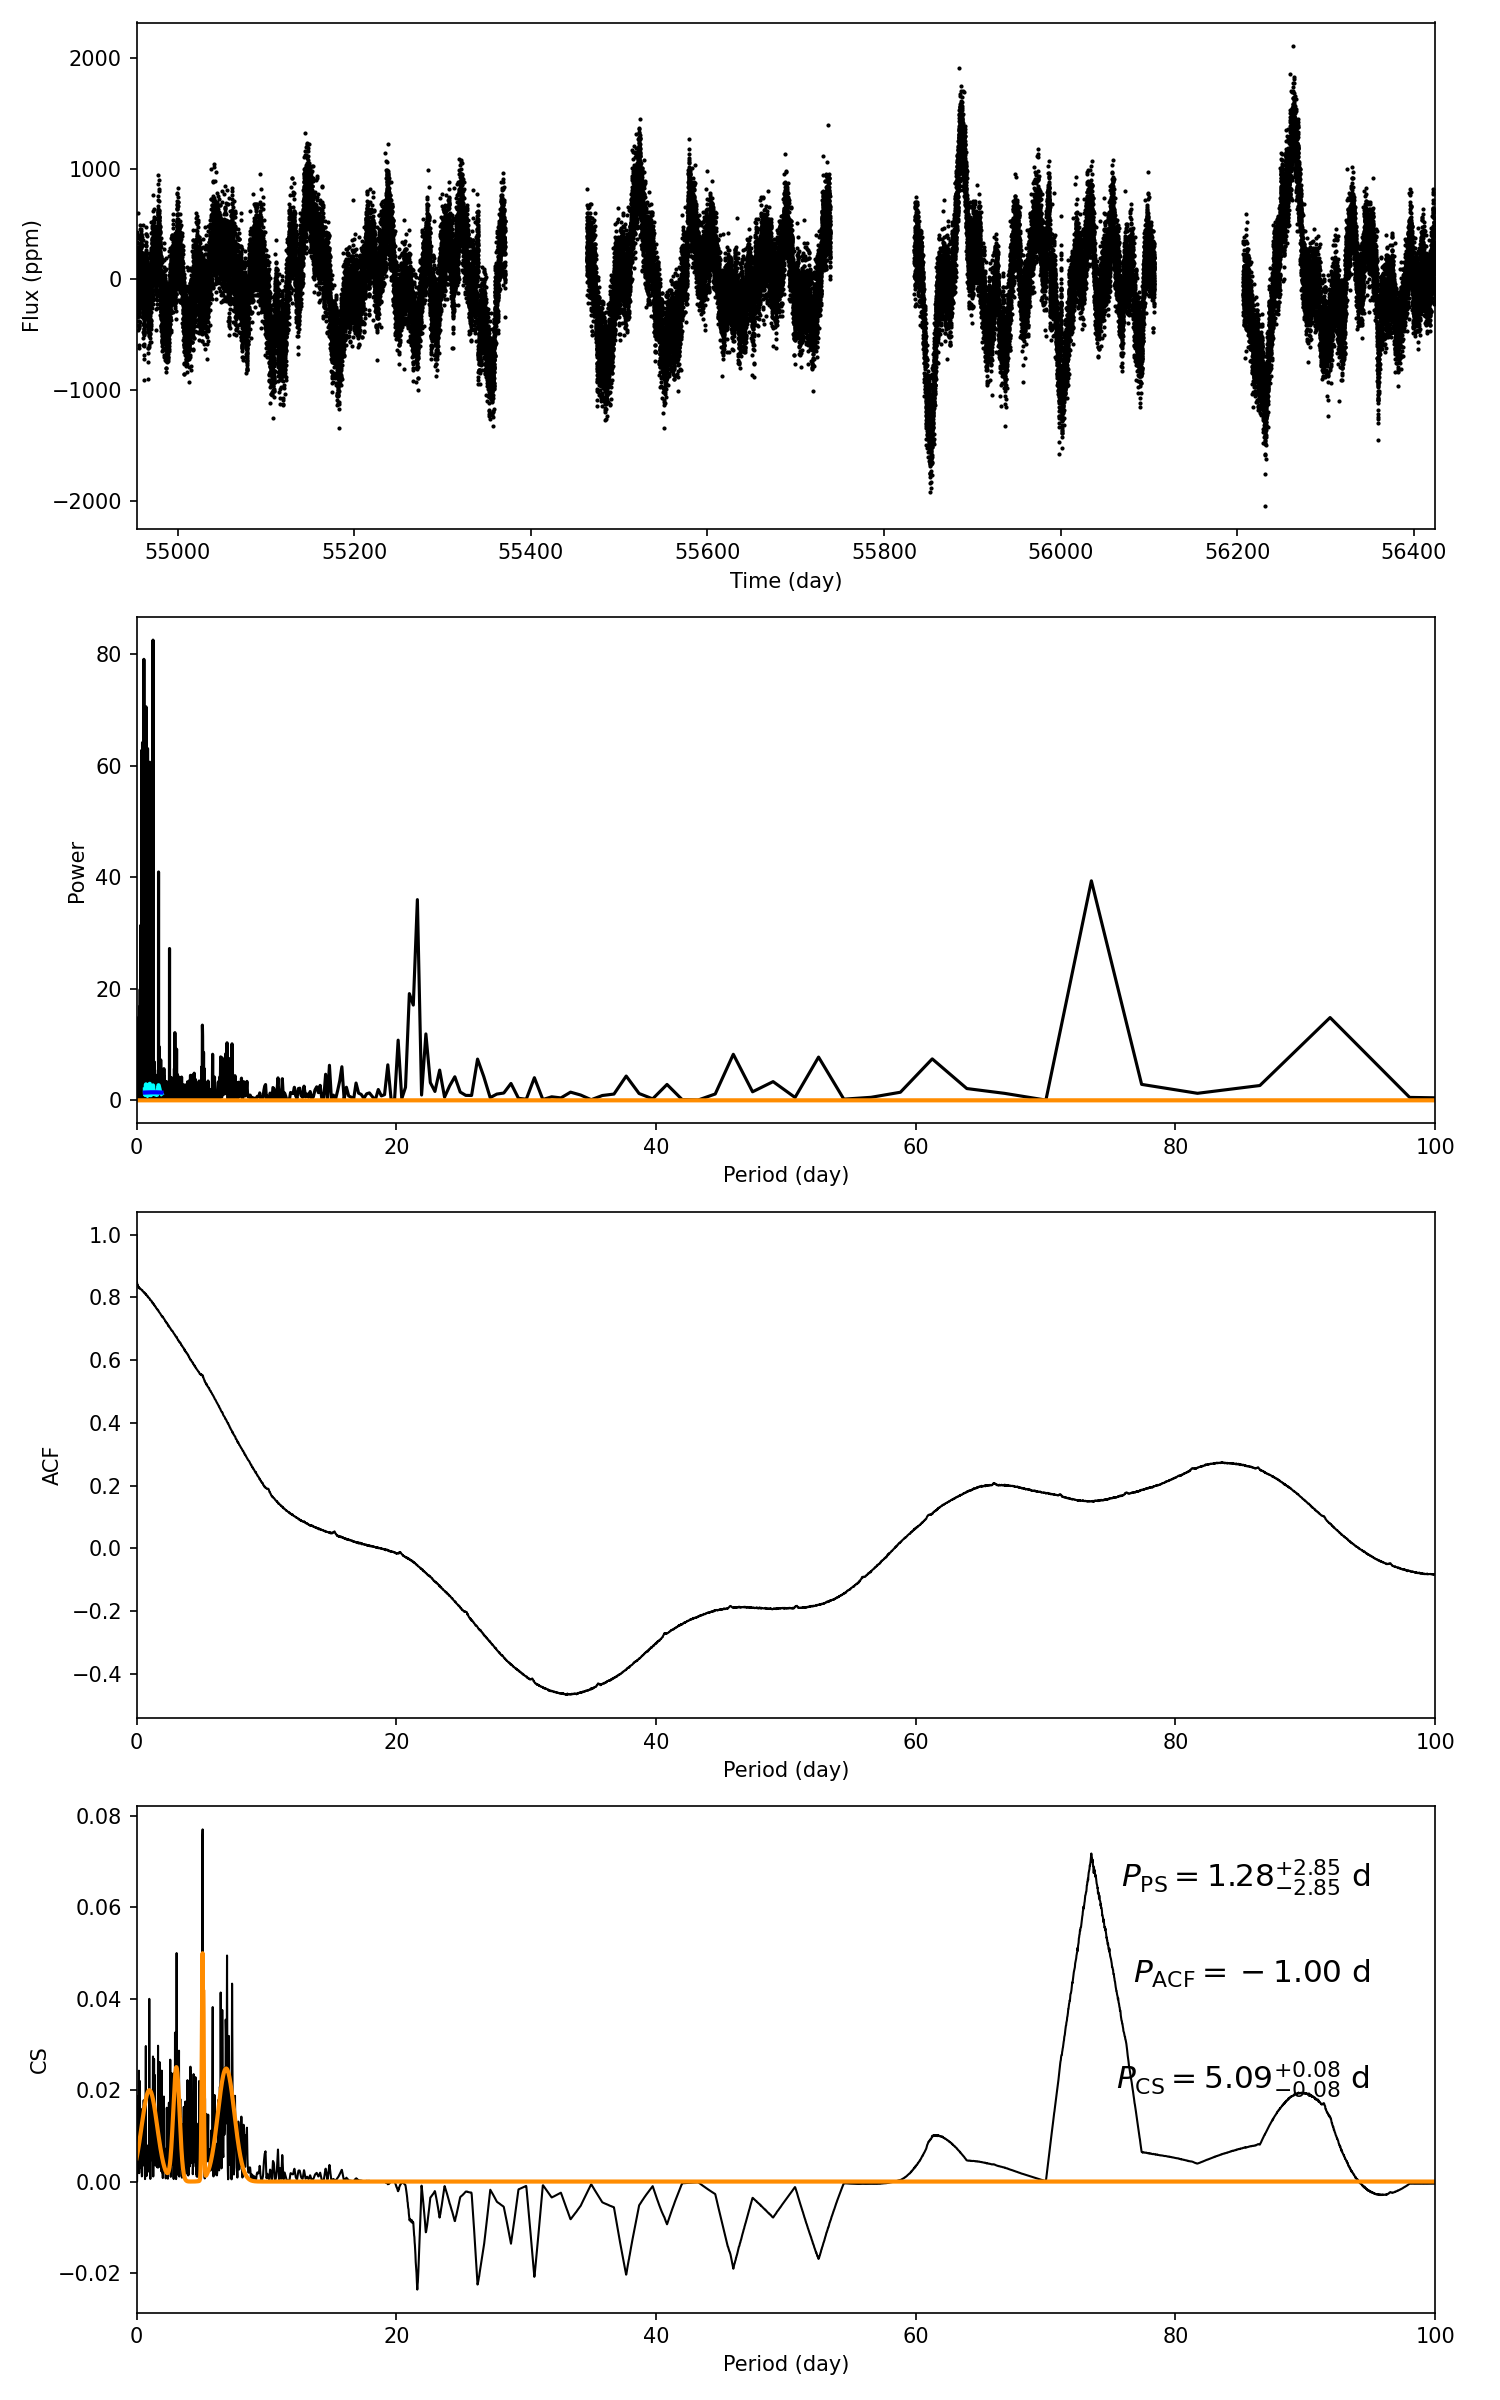 2000
1000
0
−1000
−2000
Flux (ppm)
55000 55200 55400 55600 55800 56000 56200 56400
Time (day)
80
60
40
20
0
Power
0 20 40 60 80 100
Period (day)
1.0
0.8
0.6
0.4
0.2
0.0
−0.2
−0.4
ACF
0 20 40 60 80 100
Period (day)
0.08
0.06
0.04
0.02
0.00
−0.02
CS
P_PS = 1.28^{+2.85}_{−2.85} d
P_ACF = −1.00 d
P_CS = 5.09^{+0.08}_{−0.08} d
0 20 40 60 80 100
Period (day)